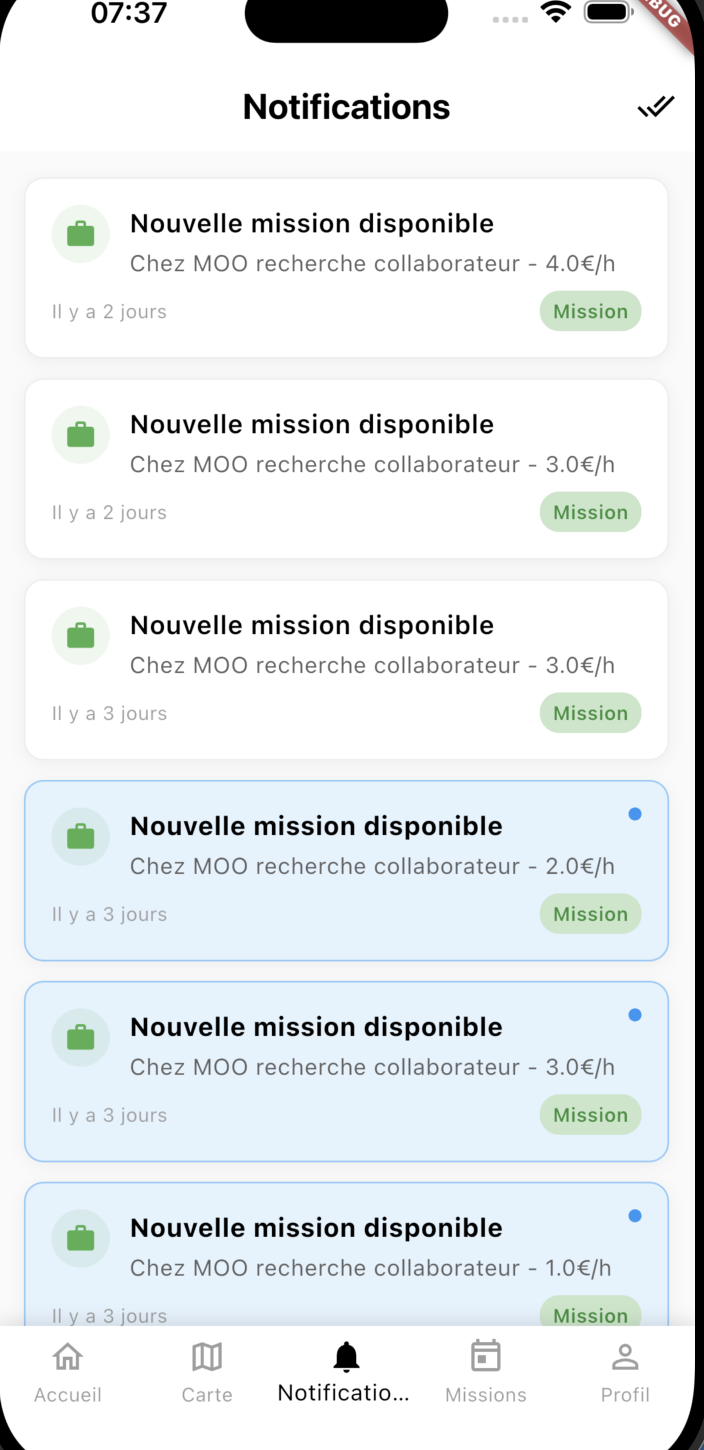 07:37
BUG
Notifications
Nouvelle mission disponible
Chez MOO recherche collaborateur - 4.0€/h
Il y a 2 jours
Mission
Nouvelle mission disponible
Chez MOO recherche collaborateur - 3.0€/h
Il y a 2 jours
Mission
Nouvelle mission disponible
Chez MOO recherche collaborateur - 3.0€/h
Il y a 3 jours
Mission
Nouvelle mission disponible
Chez MOO recherche collaborateur - 2.0€/h
Il y a 3 jours
Mission
Nouvelle mission disponible
Chez MOO recherche collaborateur - 3.0€/h
Il y a 3 jours
Mission
Nouvelle mission disponible
Chez MOO recherche collaborateur - 1.0€/h
Il y a 3 jours
Mission
Accueil
Carte
Notificatio...
Missions
Profil